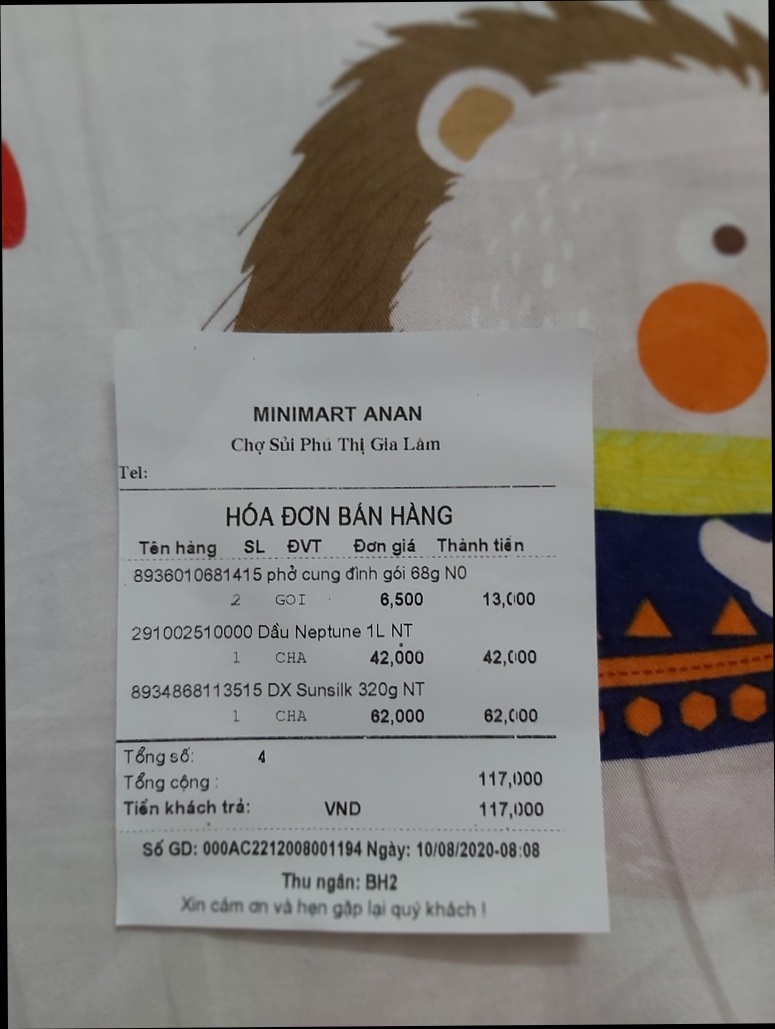 MINIMART ANAN
Chợ Sủi Phú Thị Gia Lâm
Tel:
HÓA ĐƠN BÁN HÀNG
Tên hàng SL ĐVT Đơn giá Thành tiền
8936010681415 phở cung đình gói 68g N0
2 GOI 6,500 13,000
291002510000 Dầu Neptune 1L NT
1 CHA 42,000 42,000
8934868113515 DX Sunsilk 320g NT
1 CHA 62,000 62,000
Tổng số: 4
Tổng cộng : 117,000
Tiền khách trả: VND 117,000
Số GD: 000AC2212008001194 Ngày: 10/08/2020-08:08
Thu ngân: BH2
Xin cám ơn và hẹn gặp lại quý khách !